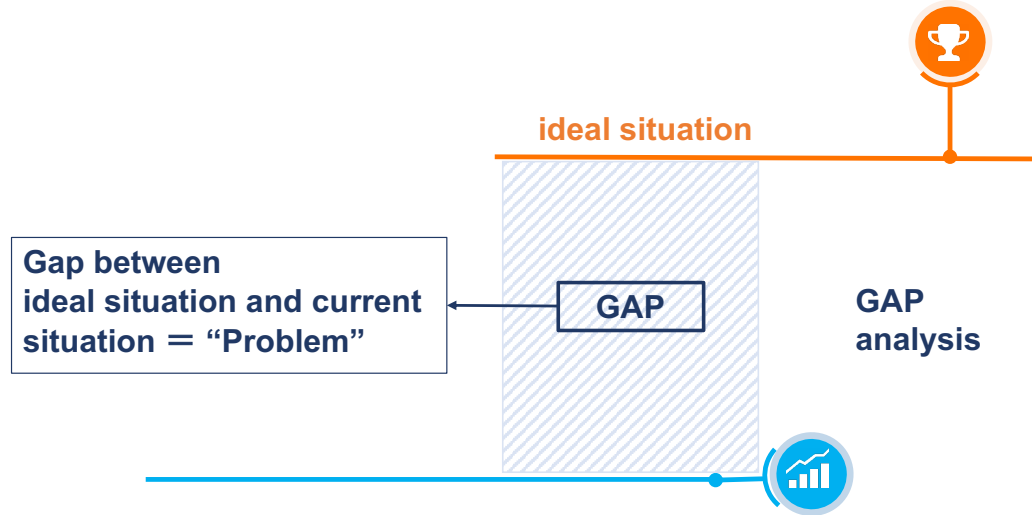 ideal situation
Gap between
ideal situation and current
situation ＝ “Problem”
GAP
GAP
analysis